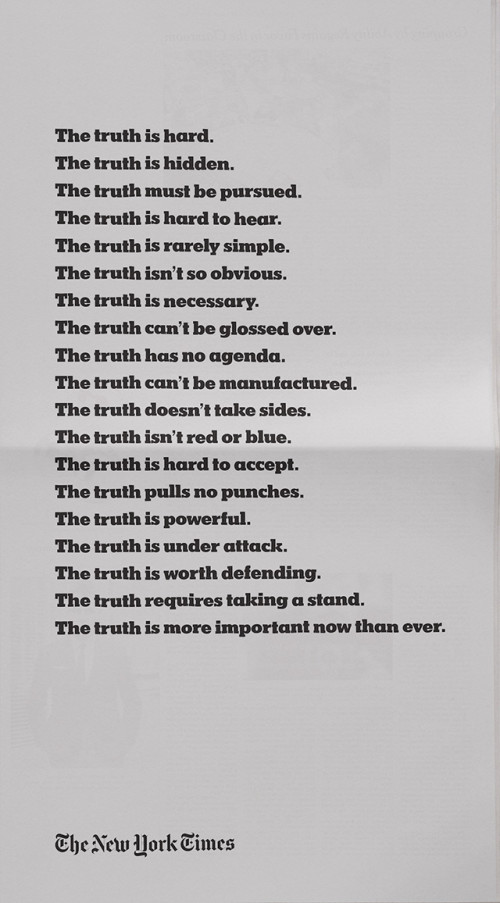 The truth is hard.
The truth is hidden.
The truth must be pursued.
The truth is hard to hear.
The truth is rarely simple.
The truth isn't so obvious.
The truth is necessary.
The truth can't be glossed over.
The truth has no agenda.
The truth can't be manufactured.
The truth doesn't take sides.
The truth isn't red or blue.
The truth is hard to accept.
The truth pulls no punches.
The truth is powerful.
The truth is under attack.
The truth is worth defending.
The truth requires taking a stand.
The truth is more important now than ever.
The New York Times